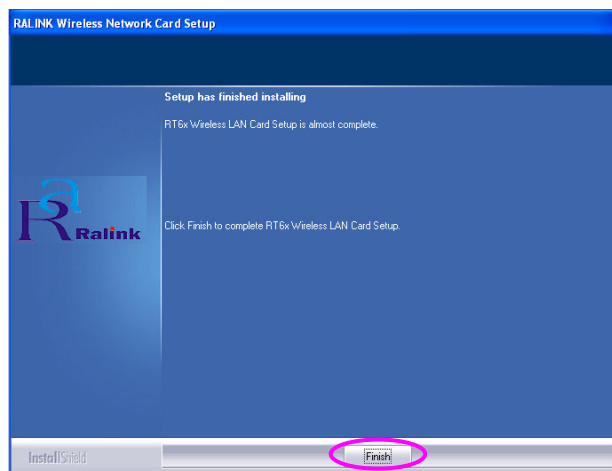 RALINK Wireless Network Card Setup
Setup has finished installing
RT6x Wireless LAN Card Setup is almost complete.
Ralink
Click Finish to complete RT6x Wireless LAN Card Setup.
InstallShield
Finish